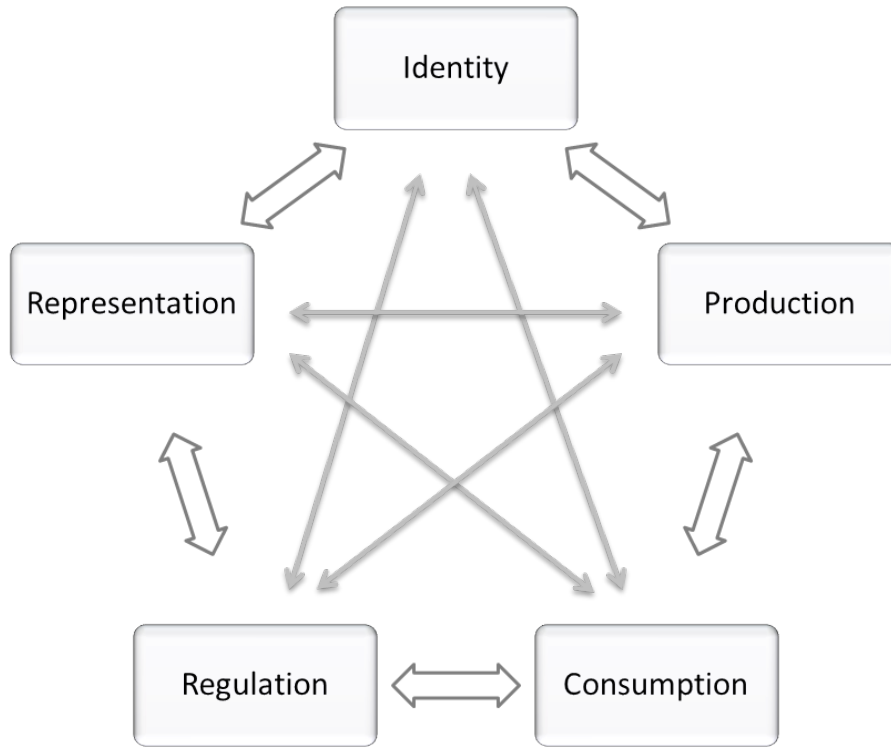 Identity
Representation
Production
Regulation
Consumption